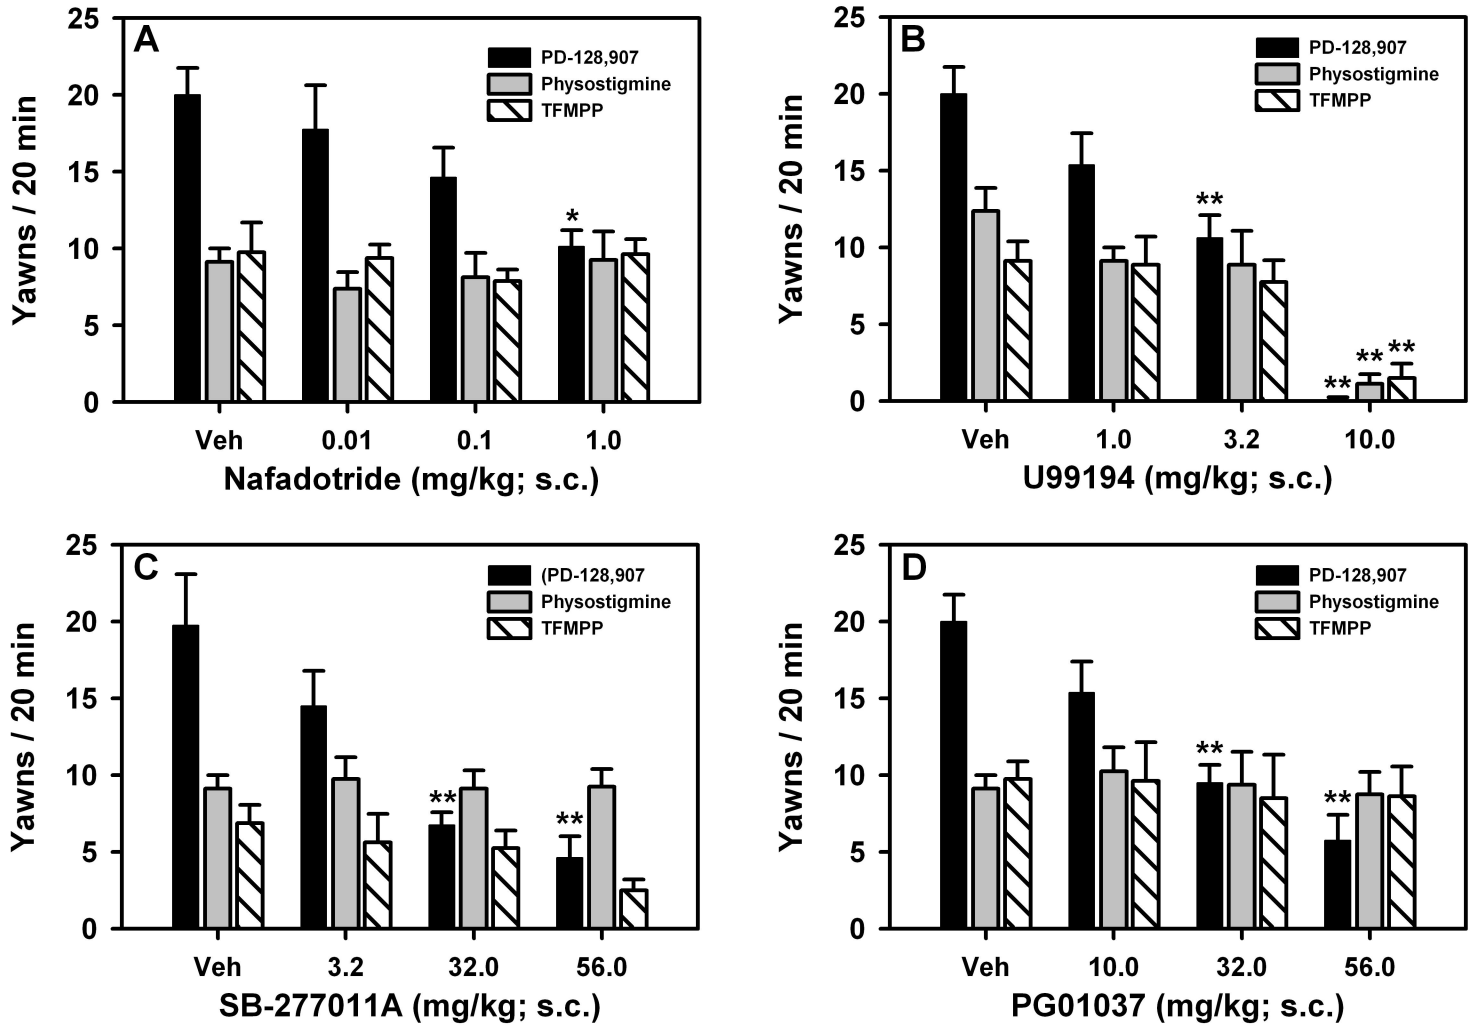 A
PD-128,907
Physostigmine
TFMPP
Yawns / 20 min
25
20
15
10
5
0
*
Veh 0.01 0.1 1.0
Nafadotride (mg/kg; s.c.)
B
PD-128,907
Physostigmine
TFMPP
Yawns / 20 min
25
20
15
10
5
0
**
** ** **
Veh 1.0 3.2 10.0
U99194 (mg/kg; s.c.)
C
(PD-128,907
Physostigmine
TFMPP
Yawns / 20 min
25
20
15
10
5
0
** **
Veh 3.2 32.0 56.0
SB-277011A (mg/kg; s.c.)
D
PD-128,907
Physostigmine
TFMPP
Yawns / 20 min
25
20
15
10
5
0
** **
Veh 10.0 32.0 56.0
PG01037 (mg/kg; s.c.)